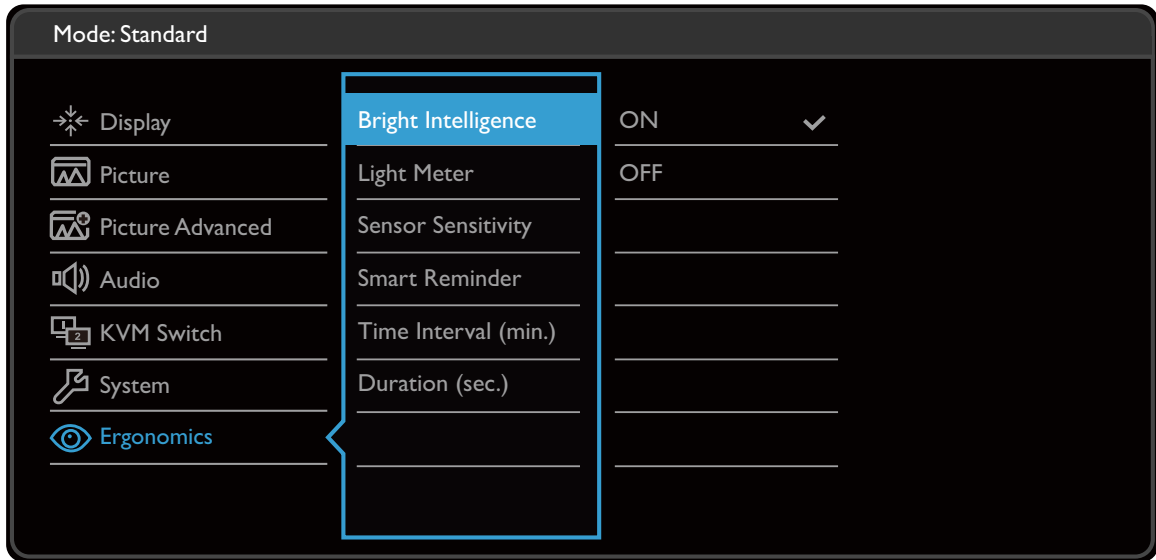 Mode: Standard
Display
Picture
Picture Advanced
Audio
2
KVM Switch
System
Ergonomics
Bright Intelligence
Light Meter
Sensor Sensitivity
Smart Reminder
Time Interval (min.)
Duration (sec.)
ON
OFF